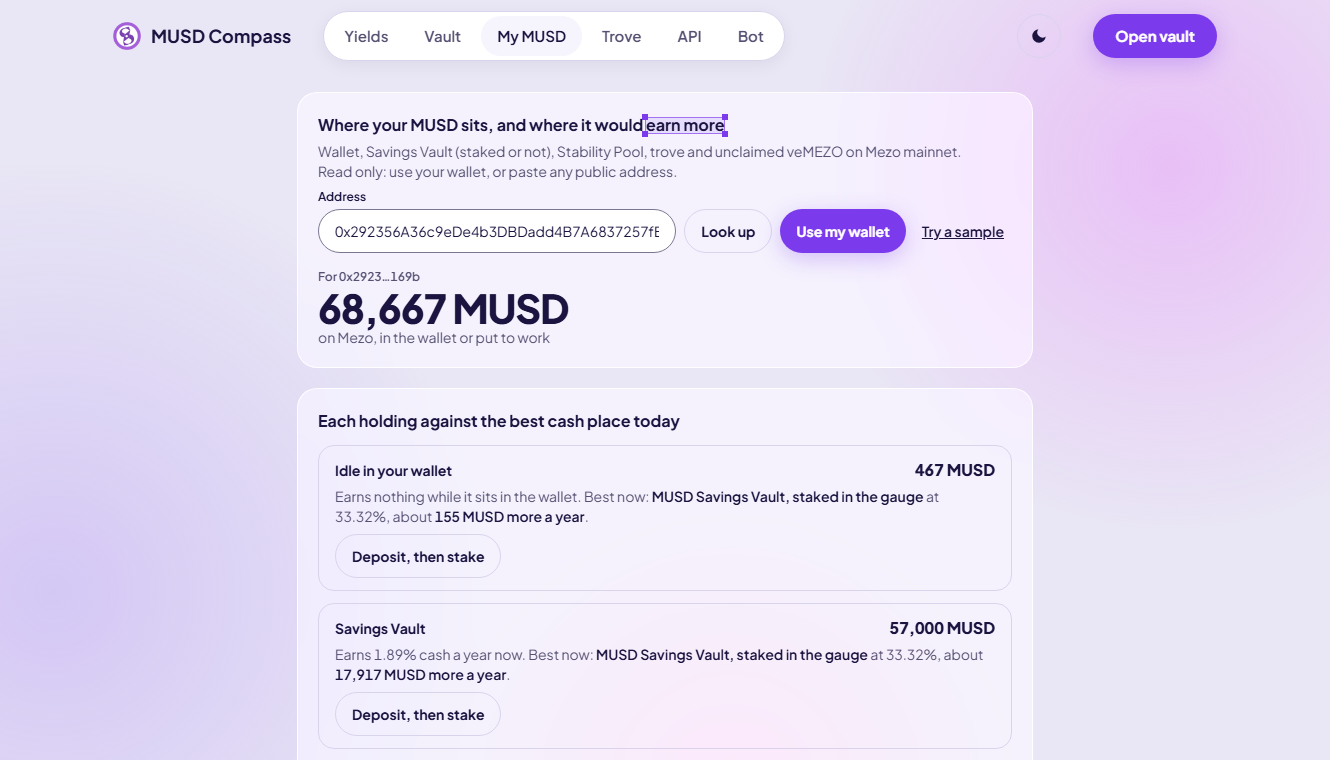 MUSD Compass
Yields Vault My MUSD Trove API Bot
Open vault
Where your MUSD sits, and where it would earn more
Wallet, Savings Vault (staked or not), Stability Pool, trove and unclaimed veMEZO on Mezo mainnet.
Read only: use your wallet, or paste any public address.
Address
0x292356A36c9eDe4b3DBDadd4B7A6837257fE
Look up
Use my wallet
Try a sample
For 0x2923…169b
68,667 MUSD
on Mezo, in the wallet or put to work
Each holding against the best cash place today
Idle in your wallet 467 MUSD
Earns nothing while it sits in the wallet. Best now: MUSD Savings Vault, staked in the gauge at
33.32%, about 155 MUSD more a year.
Deposit, then stake
Savings Vault 57,000 MUSD
Earns 1.89% cash a year now. Best now: MUSD Savings Vault, staked in the gauge at 33.32%, about
17,917 MUSD more a year.
Deposit, then stake